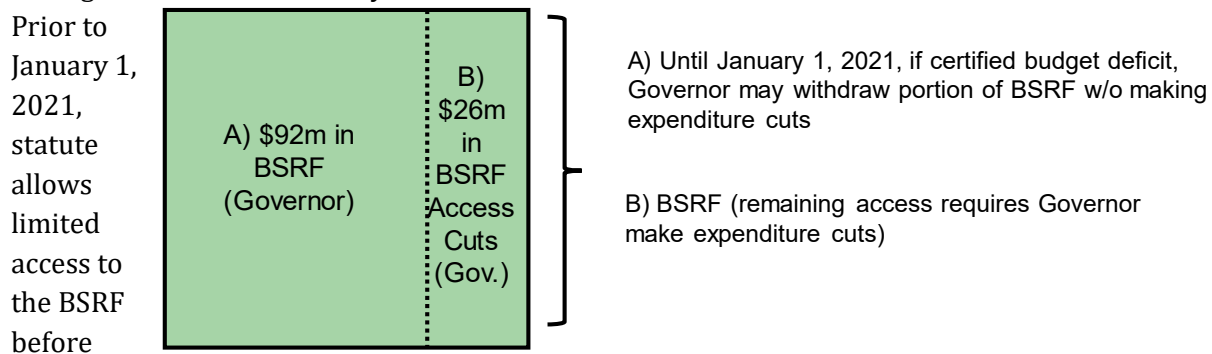 Prior to
January 1,
2021,
statute
allows
limited
access to
the BSRF
before
A) $92m in
BSRF
(Governor)
B)
$26m
in
BSRF
Access
Cuts
(Gov.)
A) Until January 1, 2021, if certified budget deficit,
Governor may withdraw portion of BSRF w/o making
expenditure cuts
B) BSRF (remaining access requires Governor
make expenditure cuts)